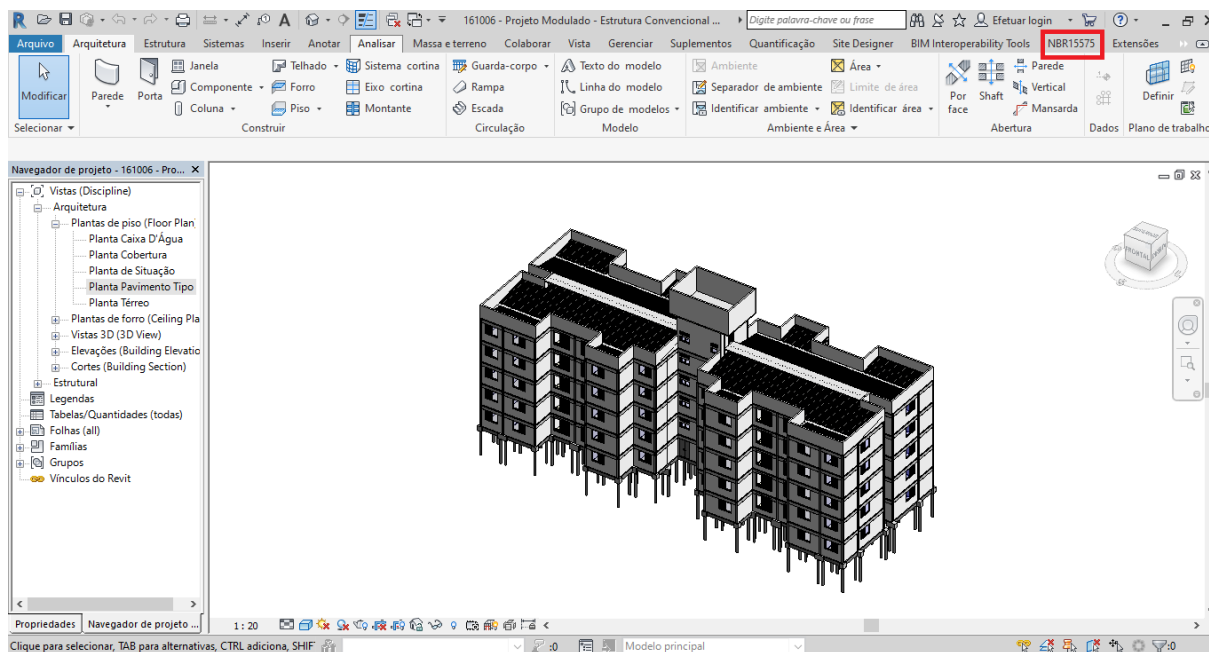 161006 - Projeto Modulado - Estrutura Convencional ...
Digite palavra-chave ou frase
Efetuar login
Arquivo Arquitetura Estrutura Sistemas Inserir Anotar Analisar Massa e terreno Colaborar Vista Gerenciar Suplementos Quantificação Site Designer BIM Interoperability Tools NBR15575 Extensões
Modificar
Parede
Porta
Janela
Componente
Coluna
Telhado
Forro
Piso
Sistema cortina
Eixo cortina
Montante
Guarda-corpo
Rampa
Escada
Texto do modelo
Linha do modelo
Grupo de modelos
Ambiente
Separador de ambiente
Identificar ambiente
Área
Limite de área
Identificar área
Por face
Shaft
Parede
Vertical
Mansarda
Definir
Selecionar Construir Circulação Modelo Ambiente e Área Abertura Dados Plano de trabalho
Navegador de projeto - 161006 - Pro... X
Vistas (Discipline)
Arquitetura
Plantas de piso (Floor Plan
Planta Caixa D'Água
Planta Cobertura
Planta de Situação
Planta Pavimento Tipo
Planta Térreo
Plantas de forro (Ceiling Pla
Vistas 3D (3D View)
Elevações (Building Elevatio
Cortes (Building Section)
Estrutural
Legendas
Tabelas/Quantidades (todas)
Folhas (all)
Famílias
Grupos
Vínculos do Revit
FRONTAL
Propriedades Navegador de projeto ...
1 : 20
Clique para selecionar, TAB para alternativas, CTRL adiciona, SHIF
:0
Modelo principal
:0